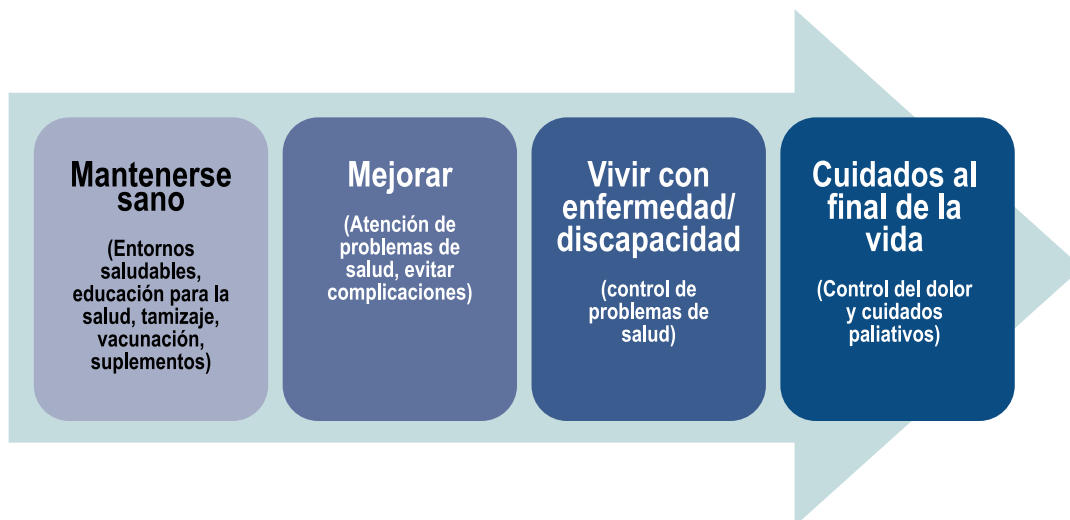 Mantenerse
sano
(Entornos
saludables,
educación para la
salud, tamizaje,
vacunación,
suplementos)
Mejorar
(Atención de
problemas de
salud, evitar
complicaciones)
Vivir con
enfermedad/
discapacidad
(control de
problemas de
salud)
Cuidados al
final de la
vida
(Control del dolor
y cuidados
paliativos)